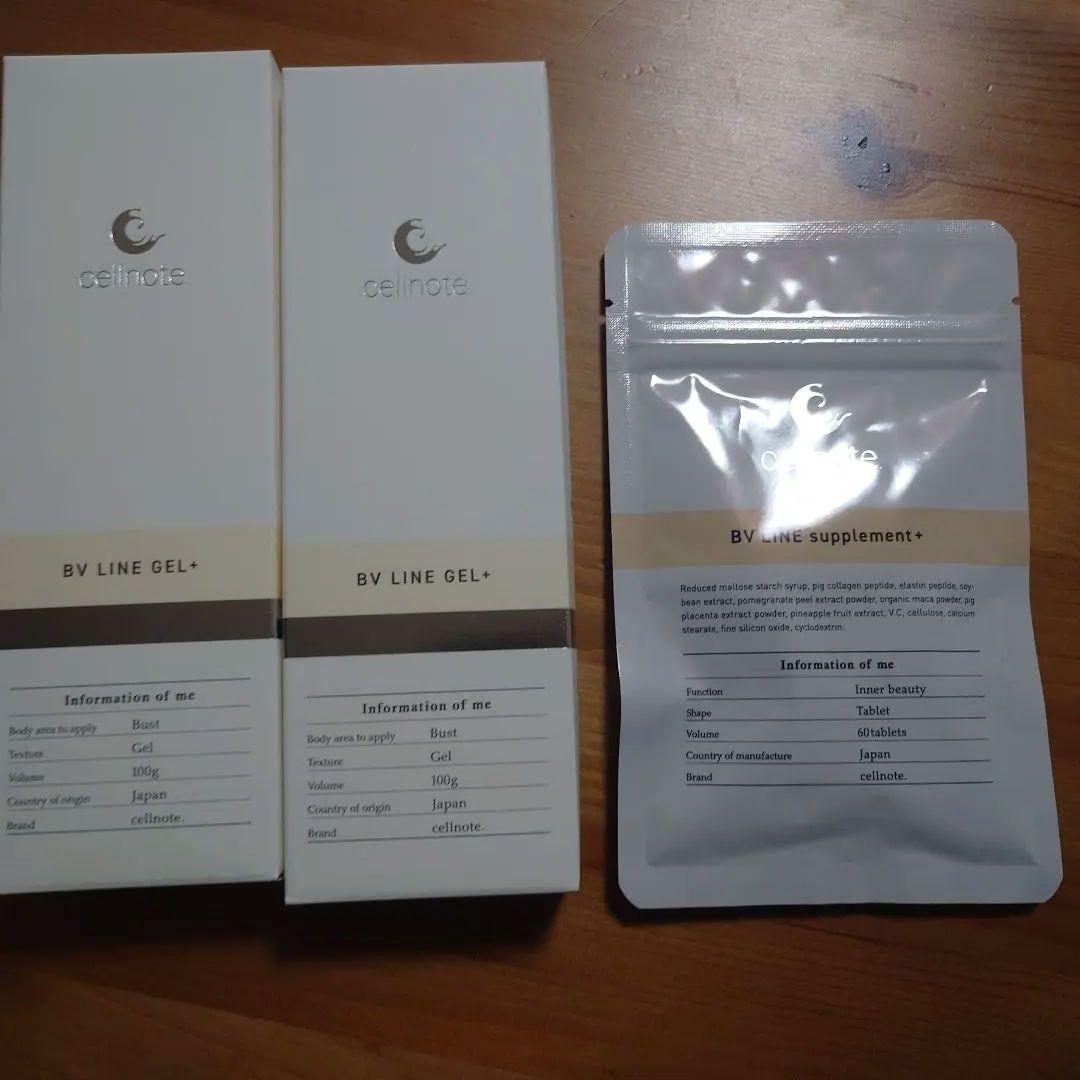 cellnote
BV LINE GEL+
Information of me
Body area to apply Bust
Texture Gel
Volume 100g
Country of origin Japan
Brand cellnote.
cellnote
BV LINE GEL+
Information of me
Body area to apply Bust
Texture Gel
Volume 100g
Country of origin Japan
Brand cellnote.
cellnote
BV LINE supplement+
Reduced maltose starch syrup, pig collagen peptide, elastin peptide, soy-
bean extract, pomegranate peel extract powder, organic maca powder, pig
placenta extract powder, pineapple fruit extract, V.C, cellulose, calcium
stearate, fine silicon oxide, cyclodextrin.
Information of me
Function Inner beauty
Shape Tablet
Volume 60tablets
Country of manufacture Japan
Brand cellnote.